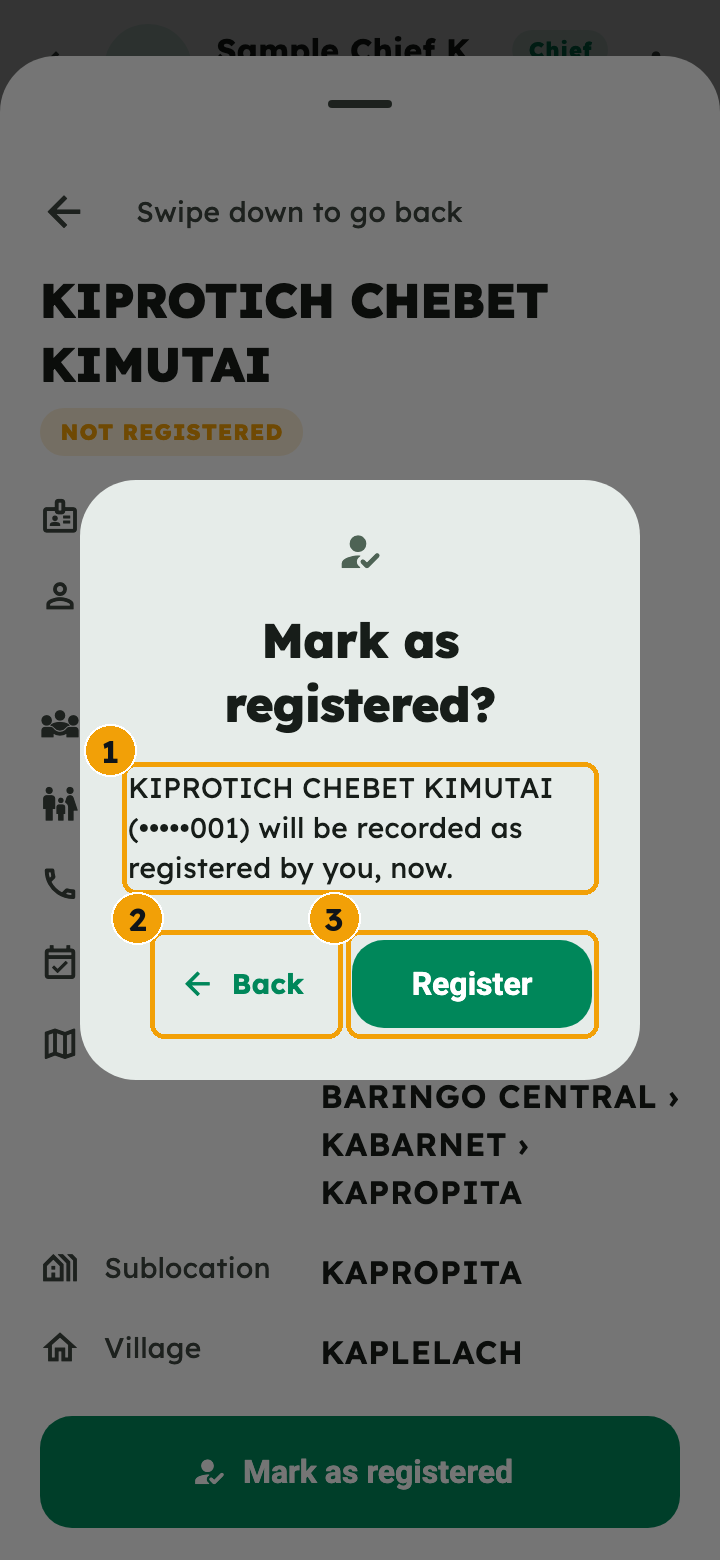 Sample Chief K
Chief
Swipe down to go back
KIPROTICH CHEBET
KIMUTAI
NOT REGISTERED
Mark as
registered?
1
KIPROTICH CHEBET KIMUTAI
(•••••001) will be recorded as
registered by you, now.
2
3
Back
Register
BARINGO CENTRAL ›
KABARNET ›
KAPROPITA
Sublocation
KAPROPITA
Village
KAPLELACH
Mark as registered